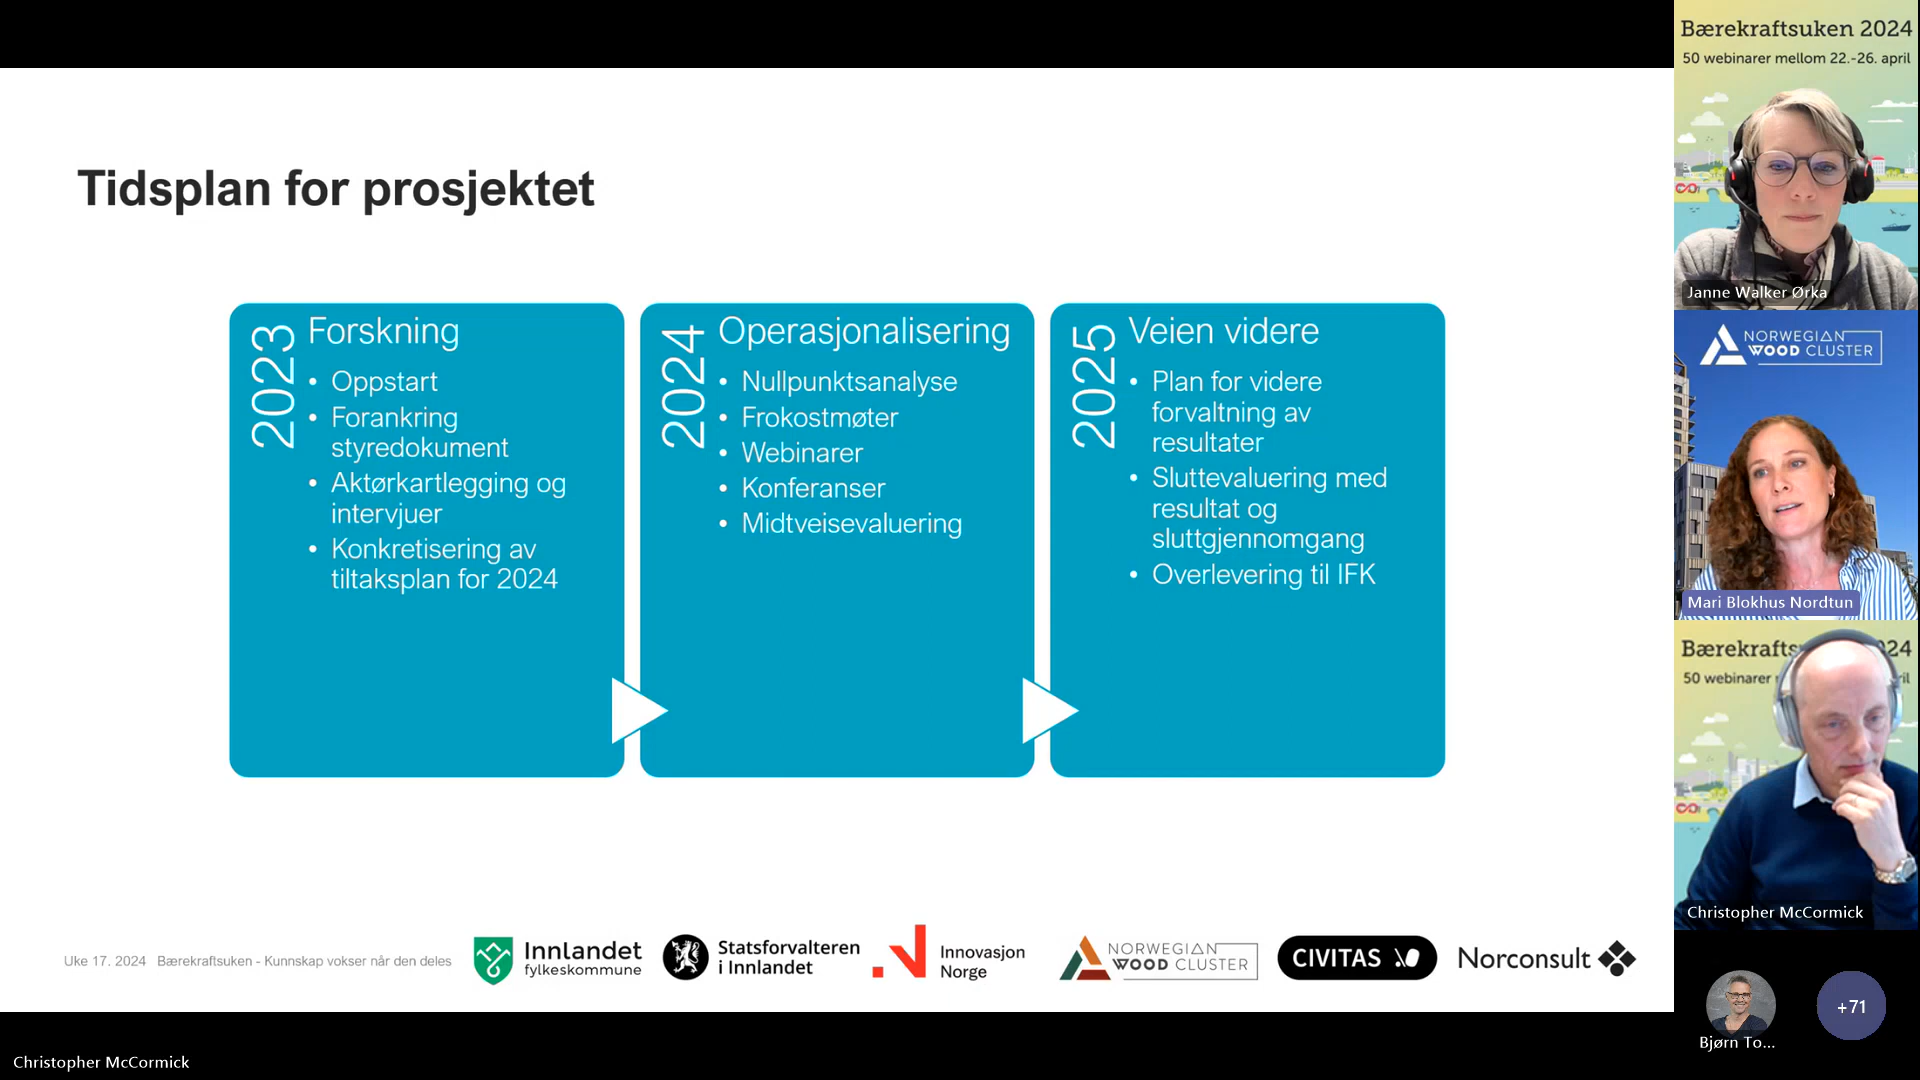 Tidsplan for prosjektet
2023
Forskning
• Oppstart
• Forankring
styredokument
• Aktørkartlegging og
intervjuer
• Konkretisering av
tiltaksplan for 2024
2024
Operasjonalisering
• Nullpunktsanalyse
• Frokostmøter
• Webinarer
• Konferanser
• Midtveisevaluering
2025
Veien videre
• Plan for videre
forvaltning av
resultater
• Sluttevaluering med
resultat og
sluttgjennomgang
• Overlevering til IFK
Uke 17. 2024 Bærekraftsuken - Kunnskap vokser når den deles
Innlandet
fylkeskommune
Statsforvalteren
i Innlandet
Innovasjon
Norge
NORWEGIAN
WOOD CLUSTER
CIVITAS
Norconsult
Christopher McCormick
Bærekraftsuken 2024
50 webinarer mellom 22.-26. april
Janne Walker Ørka
NORWEGIAN
WOOD CLUSTER
Mari Blokhus Nordtun
Bærekrafts 24
50 webinarer ril
Christopher McCormick
Bjørn To...
+71